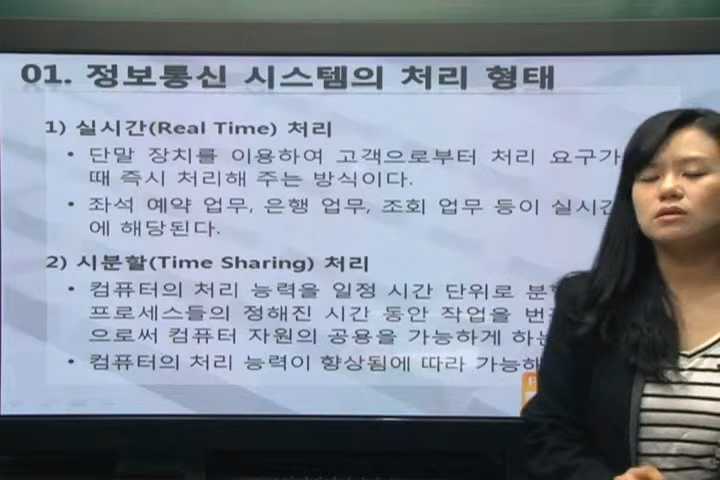 01. 정보통신 시스템의 처리 형태
1) 실시간(Real Time) 처리
• 단말 장치를 이용하여 고객으로부터 처리 요구가
때 즉시 처리해 주는 방식이다.
• 좌석 예약 업무, 은행 업무, 조회 업무 등이 실시간
에 해당된다.
2) 시분할(Time Sharing) 처리
• 컴퓨터의 처리 능력을 일정 시간 단위로
프로세스들의 정해진 시간 동안 작업을
으로써 컴퓨터 자원의 공용을 가능하게 하는
• 컴퓨터의 처리 능력이 향상됨에 따라